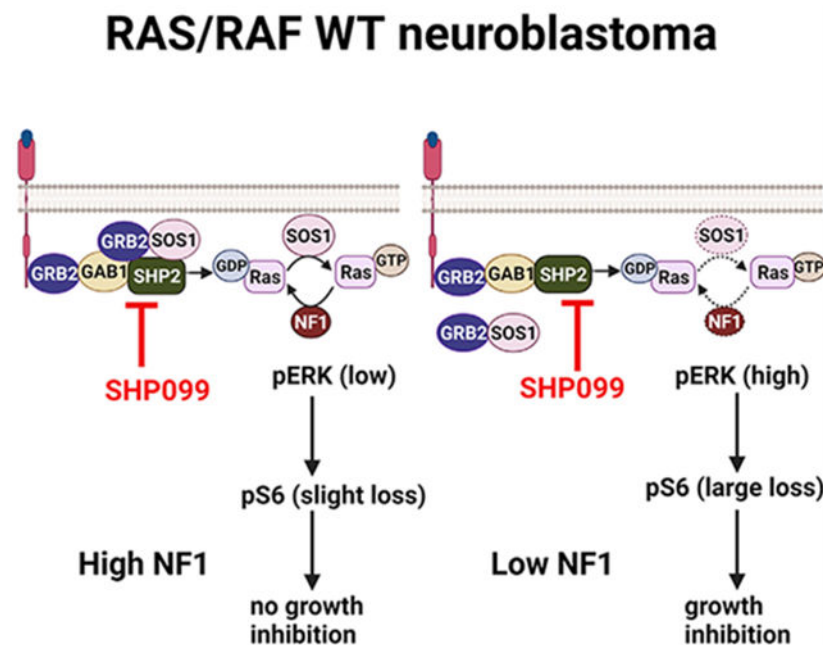 RAS/RAF WT neuroblastoma
GRB2
GAB1
GRB2
SOS1
SHP2
GDP
Ras
SOS1
NF1
Ras
GTP
SHP099
pERK (low)
pS6 (slight loss)
High NF1
no growth
inhibition
GRB2
GAB1
SHP2
GRB2
SOS1
GDP
Ras
SOS1
NF1
Ras
GTP
SHP099
pERK (high)
pS6 (large loss)
Low NF1
growth
inhibition